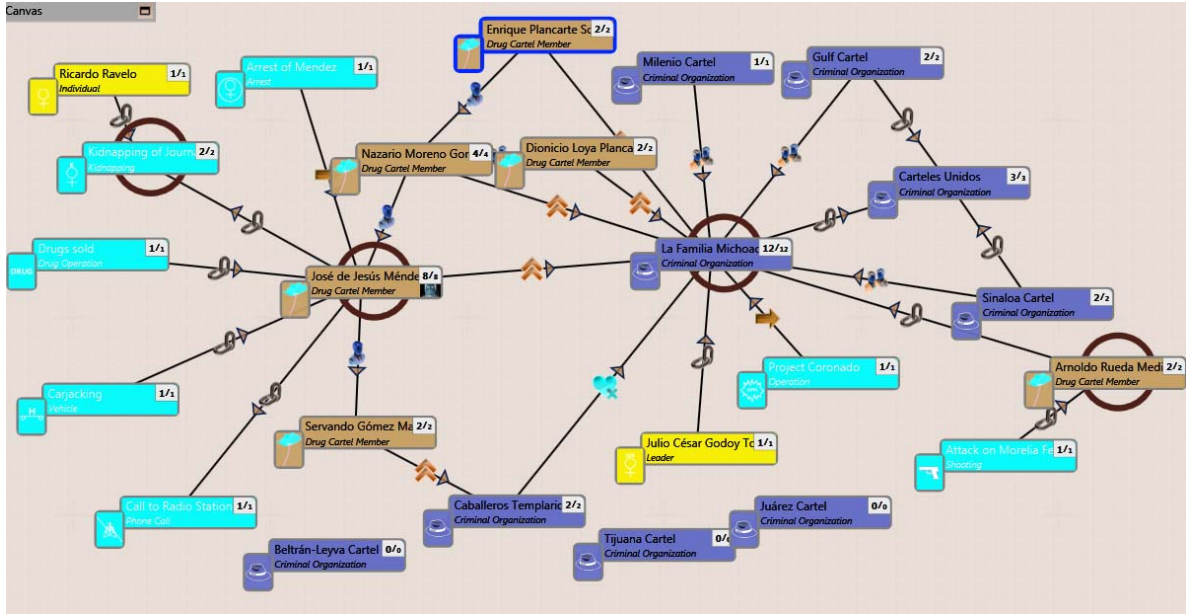 Canvas
Enrique Plancarte So 2/2
Drug Cartel Member
Ricardo Ravelo 1/1
Individual
Arrest of Mendez 1/1
Arrest
Milenio Cartel 1/1
Criminal Organization
Gulf Cartel 2/2
Criminal Organization
Kidnapping of Journa 2/2
Kidnapping
Nazario Moreno Gon 4/4
Drug Cartel Member
Dionicio Loya Planca 2/2
Drug Cartel Member
Carteles Unidos 3/3
Criminal Organization
Drugs sold 1/1
Drug Operation
DRUG
La Familia Michoac 12/12
Criminal Organization
José de Jesús Ménde 8/8
Drug Cartel Member
Sinaloa Cartel 2/2
Criminal Organization
Project Coronado 1/1
Operation
Arnoldo Rueda Medi 2/2
Drug Cartel Member
Carjacking 1/1
Vehicle
H
Servando Gómez Ma 2/2
Drug Cartel Member
Julio César Godoy To 1/1
Leader
Attack on Morelia Fe 1/1
Shooting
Call to Radio Station 1/1
Phone Call
Caballeros Templario 2/2
Criminal Organization
Juárez Cartel 0/0
Criminal Organization
Beltrán-Leyva Cartel 0/0
Criminal Organization
Tijuana Cartel 0/0
Criminal Organization